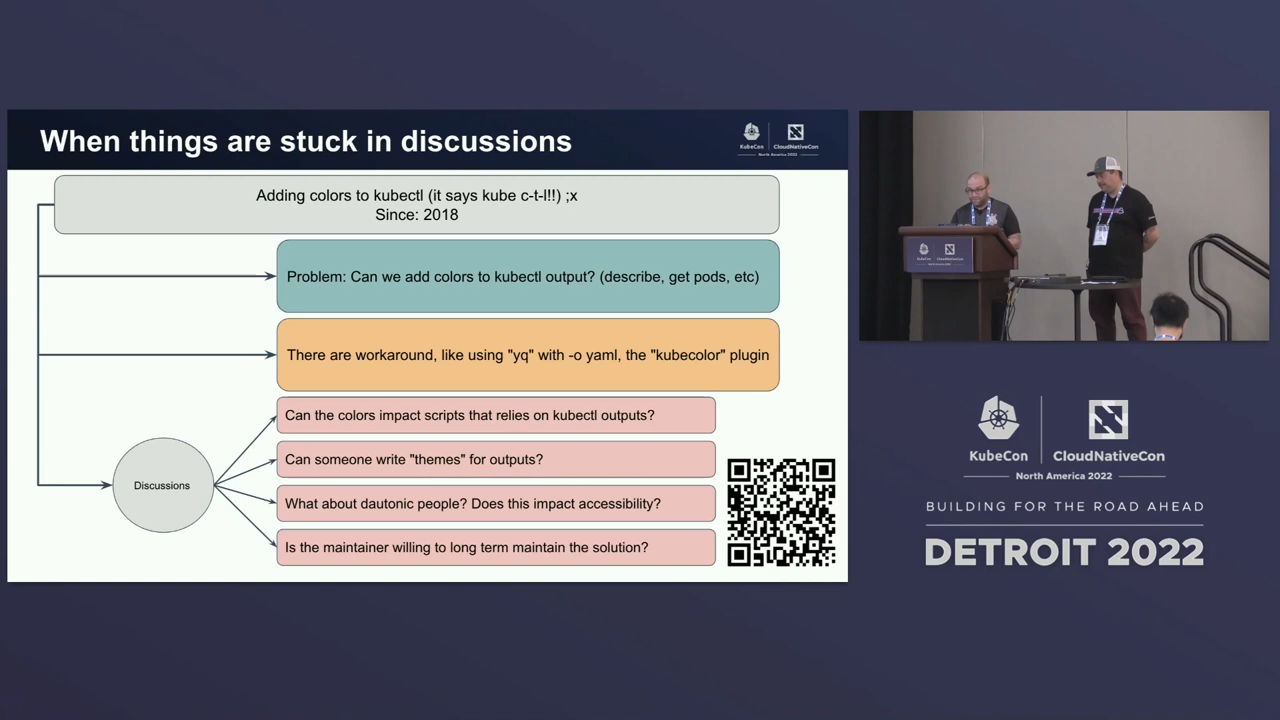 When things are stuck in discussions
KubeCon
CloudNativeCon
North America 2022
Adding colors to kubectl (it says kube c-t-l!!) ;x
Since: 2018
Problem: Can we add colors to kubectl output? (describe, get pods, etc)
There are workaround, like using "yq" with -o yaml, the "kubecolor" plugin
Discussions
Can the colors impact scripts that relies on kubectl outputs?
Can someone write "themes" for outputs?
What about dautonic people? Does this impact accessibility?
Is the maintainer willing to long term maintain the solution?
KubeCon
CloudNativeCon
KubeCon
CloudNativeCon
North America 2022
BUILDING FOR THE ROAD AHEAD
DETROIT 2022